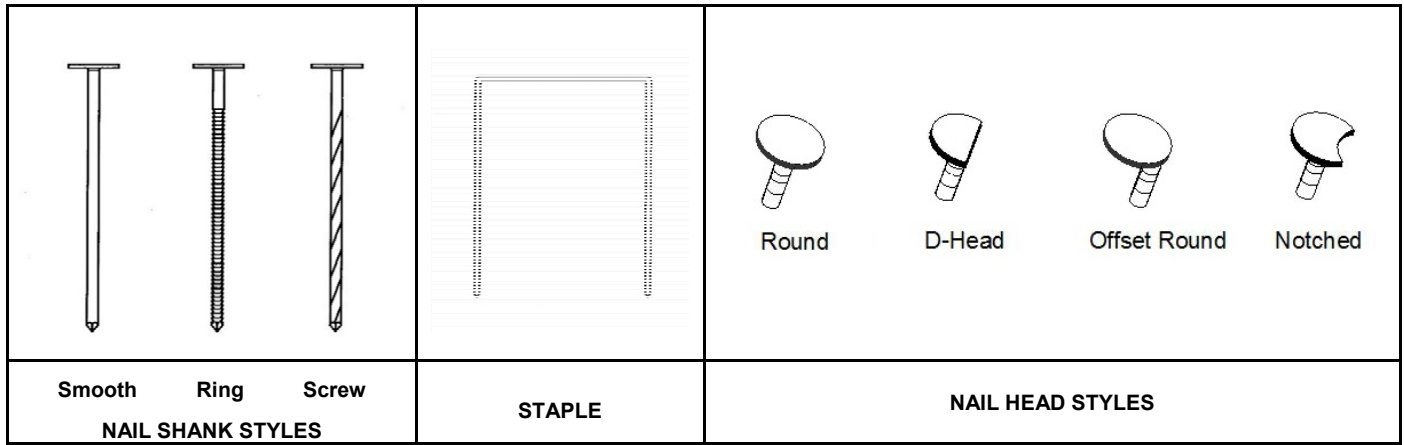 Round D-Head Offset Round Notched
Smooth Ring Screw
NAIL SHANK STYLES
STAPLE
NAIL HEAD STYLES